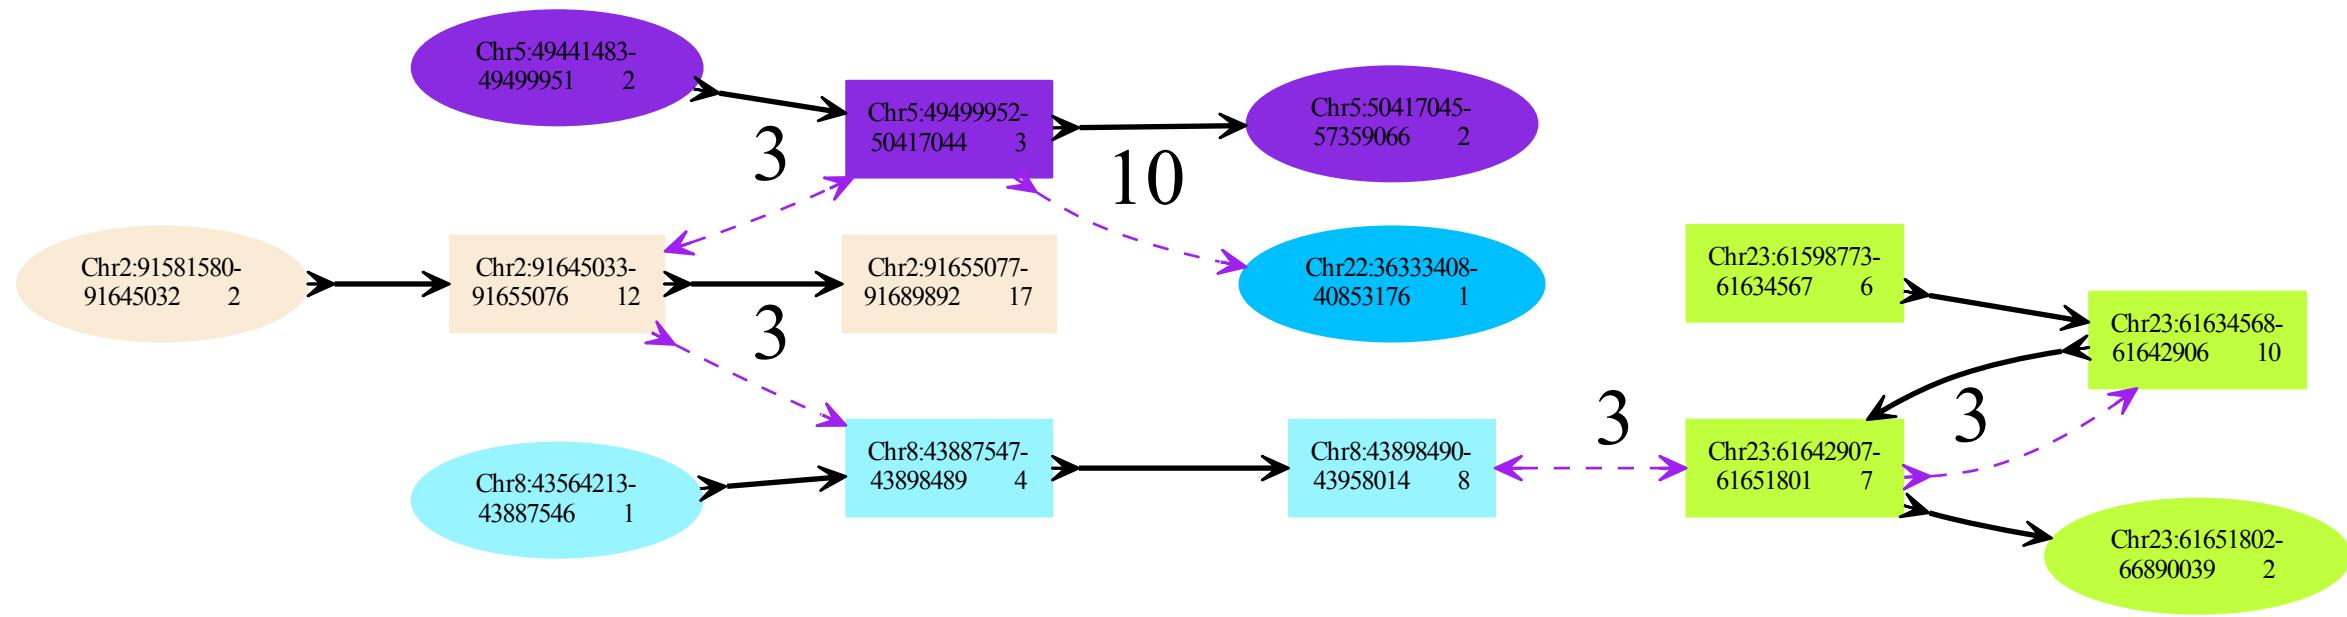 Chr5:49441483-
49499951 2
3
Chr5:49499952-
50417044 3
10
Chr5:50417045-
57359066 2
Chr2:91581580-
91645032 2
Chr2:91645033-
91655076 12
3
Chr2:91655077-
91689892 17
Chr22:36333408-
40853176 1
Chr23:61598773-
61634567 6
Chr23:61634568-
61642906 10
Chr8:43564213-
43887546 1
Chr8:43887547-
43898489 4
Chr8:43898490-
43958014 8
3
Chr23:61642907-
61651801 7
3
Chr23:61651802-
66890039 2